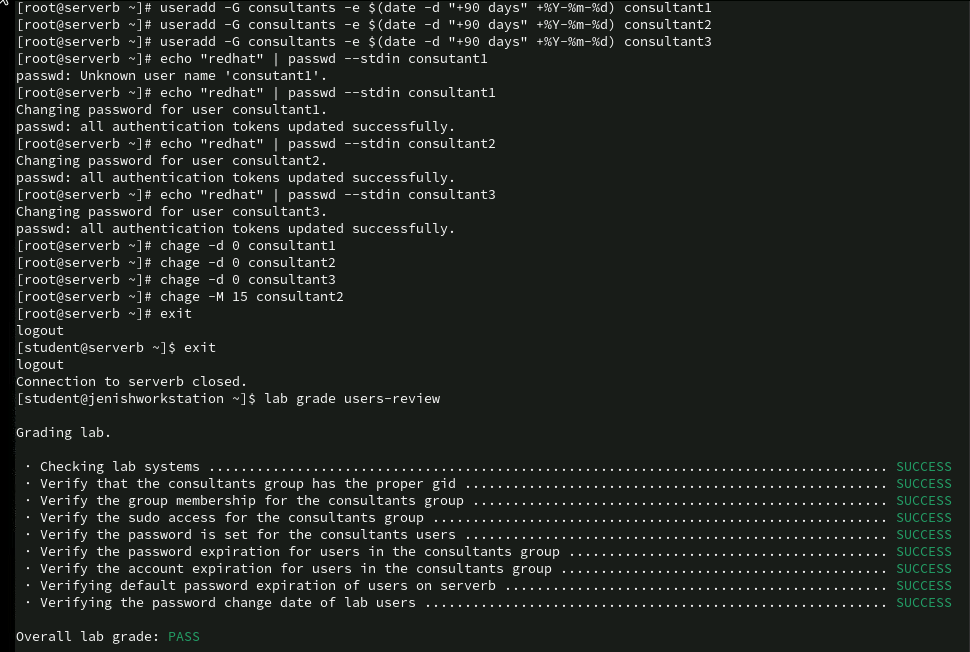 [root@serverb ~]# useradd -G consultants -e $(date -d "+90 days" +%Y-%m-%d) consultant1
[root@serverb ~]# useradd -G consultants -e $(date -d "+90 days" +%Y-%m-%d) consultant2
[root@serverb ~]# useradd -G consultants -e $(date -d "+90 days" +%Y-%m-%d) consultant3
[root@serverb ~]# echo "redhat" | passwd --stdin consutant1
passwd: Unknown user name 'consutant1'.
[root@serverb ~]# echo "redhat" | passwd --stdin consultant1
Changing password for user consultant1.
passwd: all authentication tokens updated successfully.
[root@serverb ~]# echo "redhat" | passwd --stdin consultant2
Changing password for user consultant2.
passwd: all authentication tokens updated successfully.
[root@serverb ~]# echo "redhat" | passwd --stdin consultant3
Changing password for user consultant3.
passwd: all authentication tokens updated successfully.
[root@serverb ~]# chage -d 0 consultant1
[root@serverb ~]# chage -d 0 consultant2
[root@serverb ~]# chage -d 0 consultant3
[root@serverb ~]# chage -M 15 consultant2
[root@serverb ~]# exit
logout
[student@serverb ~]$ exit
logout
Connection to serverb closed.
[student@jenishworkstation ~]$ lab grade users-review
Grading lab.
· Checking lab systems ..................................................................................... SUCCESS
· Verify that the consultants group has the proper gid ..................................................... SUCCESS
· Verify the group membership for the consultants group .................................................... SUCCESS
· Verify the sudo access for the consultants group ......................................................... SUCCESS
· Verify the password is set for the consultants users ..................................................... SUCCESS
· Verify the password expiration for users in the consultants group ........................................ SUCCESS
· Verify the account expiration for users in the consultants group ......................................... SUCCESS
· Verifying default password expiration of users on serverb ................................................ SUCCESS
· Verifying the password change date of lab users .......................................................... SUCCESS
Overall lab grade: PASS